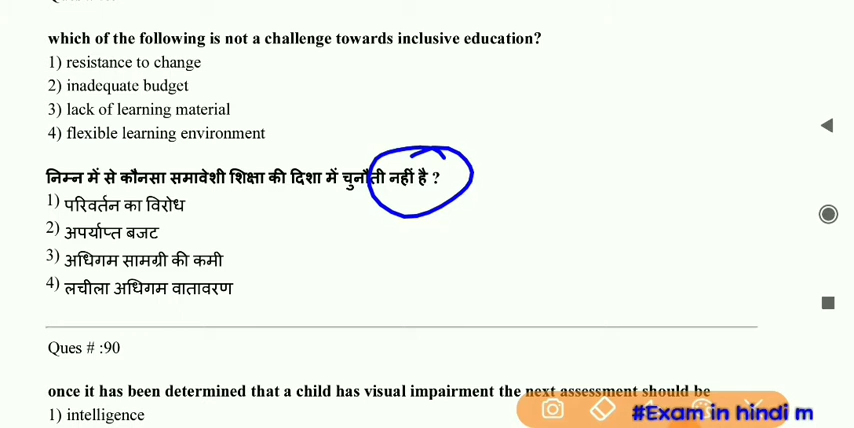 which of the following is not a challenge towards inclusive education?
1) resistance to change
2) inadequate budget
3) lack of learning material
4) flexible learning environment
निम्न में से कौनसा समावेशी शिक्षा की दिशा में चुनौती नहीं है ?
1) परिवर्तन का विरोध
2) अपर्याप्त बजट
3) अधिगम सामग्री की कमी
4) लचीला अधिगम वातावरण
Ques # :90
once it has been determined that a child has visual impairment the next assessment should be
1) intelligence
#Exam in hindi m